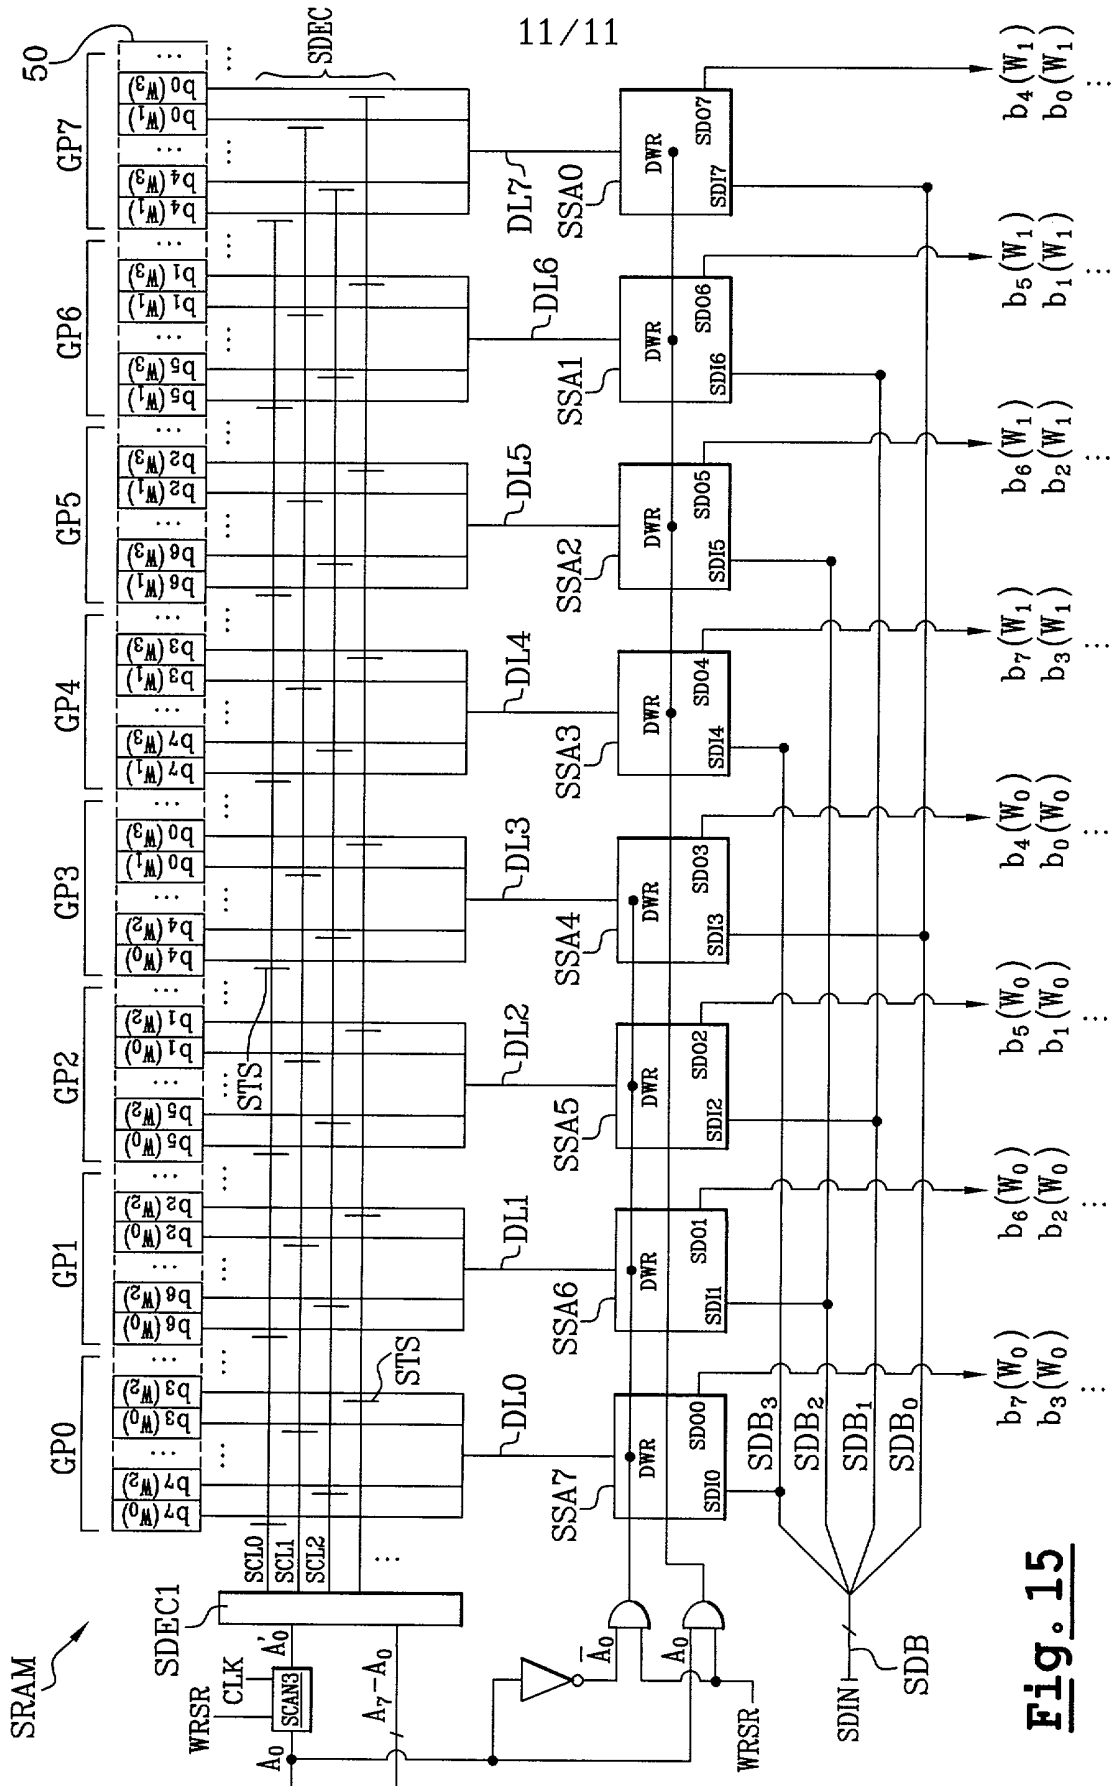 11/11
SRAM
GP0 GP1 GP2 GP3 GP4 GP5 GP6 GP7
50
b7(W0) b7(W2) ... b3(W0) b3(W2) ... b6(W0) b6(W2) ... b2(W0) b2(W2) ... b5(W0) b5(W2) ... b1(W0) b1(W2) ... b4(W0) b4(W2) ... b0(W1) b0(W3) ... b7(W1) b7(W3) ... b3(W1) b3(W3) ... b6(W1) b6(W3) ... b2(W1) b2(W3) ... b5(W1) b5(W3) ... b1(W1) b1(W3) ... b4(W1) b4(W3) ... b0(W1) b0(W3) ...
SDEC1
WRSR
CLK
A0
SCAN3
A0'
A7-A0
SCL0
SCL1
SCL2
...
STS
STS
SDEC
DL0 DL1 DL2 DL3 DL4 DL5 DL6 DL7
SSA7 SSA6 SSA5 SSA4 SSA3 SSA2 SSA1 SSA0
DWR DWR DWR DWR DWR DWR DWR DWR
SDO0 SDO1 SDO2 SDO3 SDO4 SDO5 SDO6 SDO7
SDI0 SDI1 SDI2 SDI3 SDI4 SDI5 SDI6 SDI7
A̅0
A0
WRSR
SDIN
SDB
SDB3
SDB2
SDB1
SDB0
b7(W0) b6(W0) b5(W0) b4(W0) b7(W1) b6(W1) b5(W1) b4(W1)
b3(W0) b2(W0) b1(W0) b0(W0) b3(W1) b2(W1) b1(W1) b0(W1)
... ... ... ... ... ... ... ...
Fig. 15